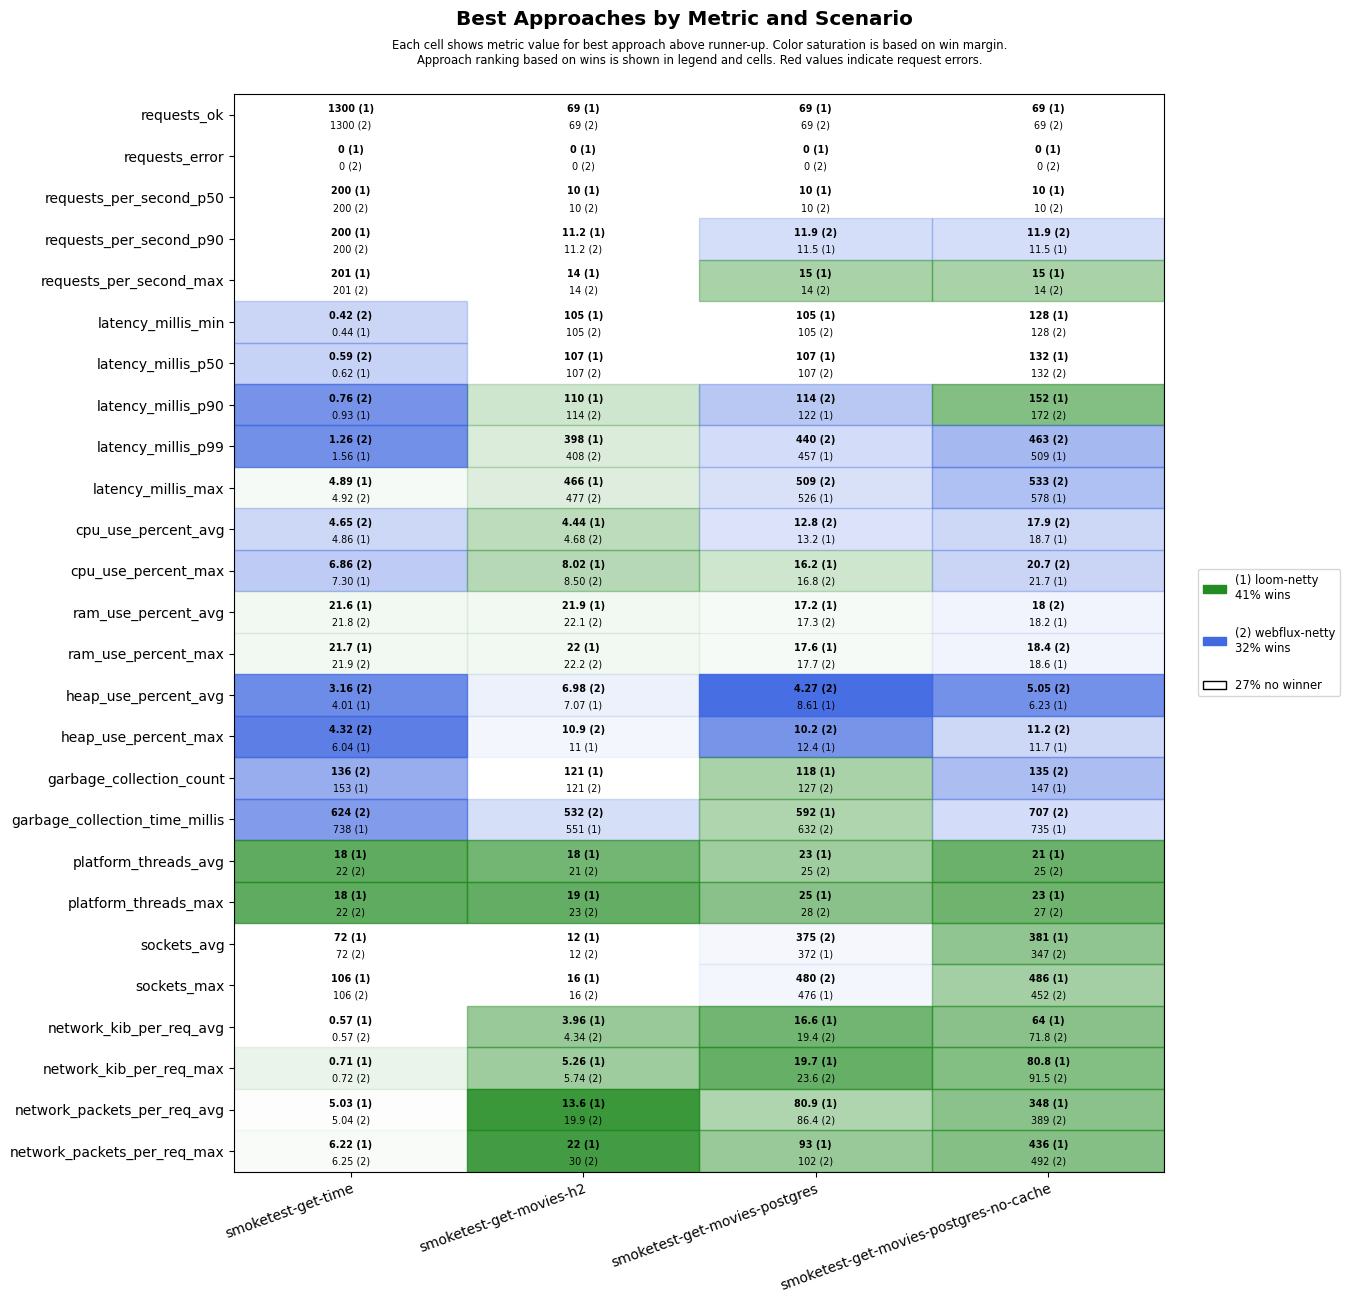 Best Approaches by Metric and Scenario
Each cell shows metric value for best approach above runner-up. Color saturation is based on win margin.
Approach ranking based on wins is shown in legend and cells. Red values indicate request errors.
requests_ok
1300 (1) 69 (1) 69 (1) 69 (1)
1300 (2) 69 (2) 69 (2) 69 (2)
requests_error
0 (1) 0 (1) 0 (1) 0 (1)
0 (2) 0 (2) 0 (2) 0 (2)
requests_per_second_p50
200 (1) 10 (1) 10 (1) 10 (1)
200 (2) 10 (2) 10 (2) 10 (2)
requests_per_second_p90
200 (1) 11.2 (1) 11.9 (2) 11.9 (2)
200 (2) 11.2 (2) 11.5 (1) 11.5 (1)
requests_per_second_max
201 (1) 14 (1) 15 (1) 15 (1)
201 (2) 14 (2) 14 (2) 14 (2)
latency_millis_min
0.42 (2) 105 (1) 105 (1) 128 (1)
0.44 (1) 105 (2) 105 (2) 128 (2)
latency_millis_p50
0.59 (2) 107 (1) 107 (1) 132 (1)
0.62 (1) 107 (2) 107 (2) 132 (2)
latency_millis_p90
0.76 (2) 110 (1) 114 (2) 152 (1)
0.93 (1) 114 (2) 122 (1) 172 (2)
latency_millis_p99
1.26 (2) 398 (1) 440 (2) 463 (2)
1.56 (1) 408 (2) 457 (1) 509 (1)
latency_millis_max
4.89 (1) 466 (1) 509 (2) 533 (2)
4.92 (2) 477 (2) 526 (1) 578 (1)
cpu_use_percent_avg
4.65 (2) 4.44 (1) 12.8 (2) 17.9 (2)
4.86 (1) 4.68 (2) 13.2 (1) 18.7 (1)
cpu_use_percent_max
6.86 (2) 8.02 (1) 16.2 (1) 20.7 (2)
7.30 (1) 8.50 (2) 16.8 (2) 21.7 (1)
ram_use_percent_avg
21.6 (1) 21.9 (1) 17.2 (1) 18 (2)
21.8 (2) 22.1 (2) 17.3 (2) 18.2 (1)
ram_use_percent_max
21.7 (1) 22 (1) 17.6 (1) 18.4 (2)
21.9 (2) 22.2 (2) 17.7 (2) 18.6 (1)
heap_use_percent_avg
3.16 (2) 6.98 (2) 4.27 (2) 5.05 (2)
4.01 (1) 7.07 (1) 8.61 (1) 6.23 (1)
heap_use_percent_max
4.32 (2) 10.9 (2) 10.2 (2) 11.2 (2)
6.04 (1) 11 (1) 12.4 (1) 11.7 (1)
garbage_collection_count
136 (2) 121 (1) 118 (1) 135 (2)
153 (1) 121 (2) 127 (2) 147 (1)
garbage_collection_time_millis
624 (2) 532 (2) 592 (1) 707 (2)
738 (1) 551 (1) 632 (2) 735 (1)
platform_threads_avg
18 (1) 18 (1) 23 (1) 21 (1)
22 (2) 21 (2) 25 (2) 25 (2)
platform_threads_max
18 (1) 19 (1) 25 (1) 23 (1)
22 (2) 23 (2) 28 (2) 27 (2)
sockets_avg
72 (1) 12 (1) 375 (2) 381 (1)
72 (2) 12 (2) 372 (1) 347 (2)
sockets_max
106 (1) 16 (1) 480 (2) 486 (1)
106 (2) 16 (2) 476 (1) 452 (2)
network_kib_per_req_avg
0.57 (1) 3.96 (1) 16.6 (1) 64 (1)
0.57 (2) 4.34 (2) 19.4 (2) 71.8 (2)
network_kib_per_req_max
0.71 (1) 5.26 (1) 19.7 (1) 80.8 (1)
0.72 (2) 5.74 (2) 23.6 (2) 91.5 (2)
network_packets_per_req_avg
5.03 (1) 13.6 (1) 80.9 (1) 348 (1)
5.04 (2) 19.9 (2) 86.4 (2) 389 (2)
network_packets_per_req_max
6.22 (1) 22 (1) 93 (1) 436 (1)
6.25 (2) 30 (2) 102 (2) 492 (2)
smoketest-get-time
smoketest-get-movies-h2
smoketest-get-movies-postgres
smoketest-get-movies-postgres-no-cache
(1) loom-netty
41% wins
(2) webflux-netty
32% wins
27% no winner